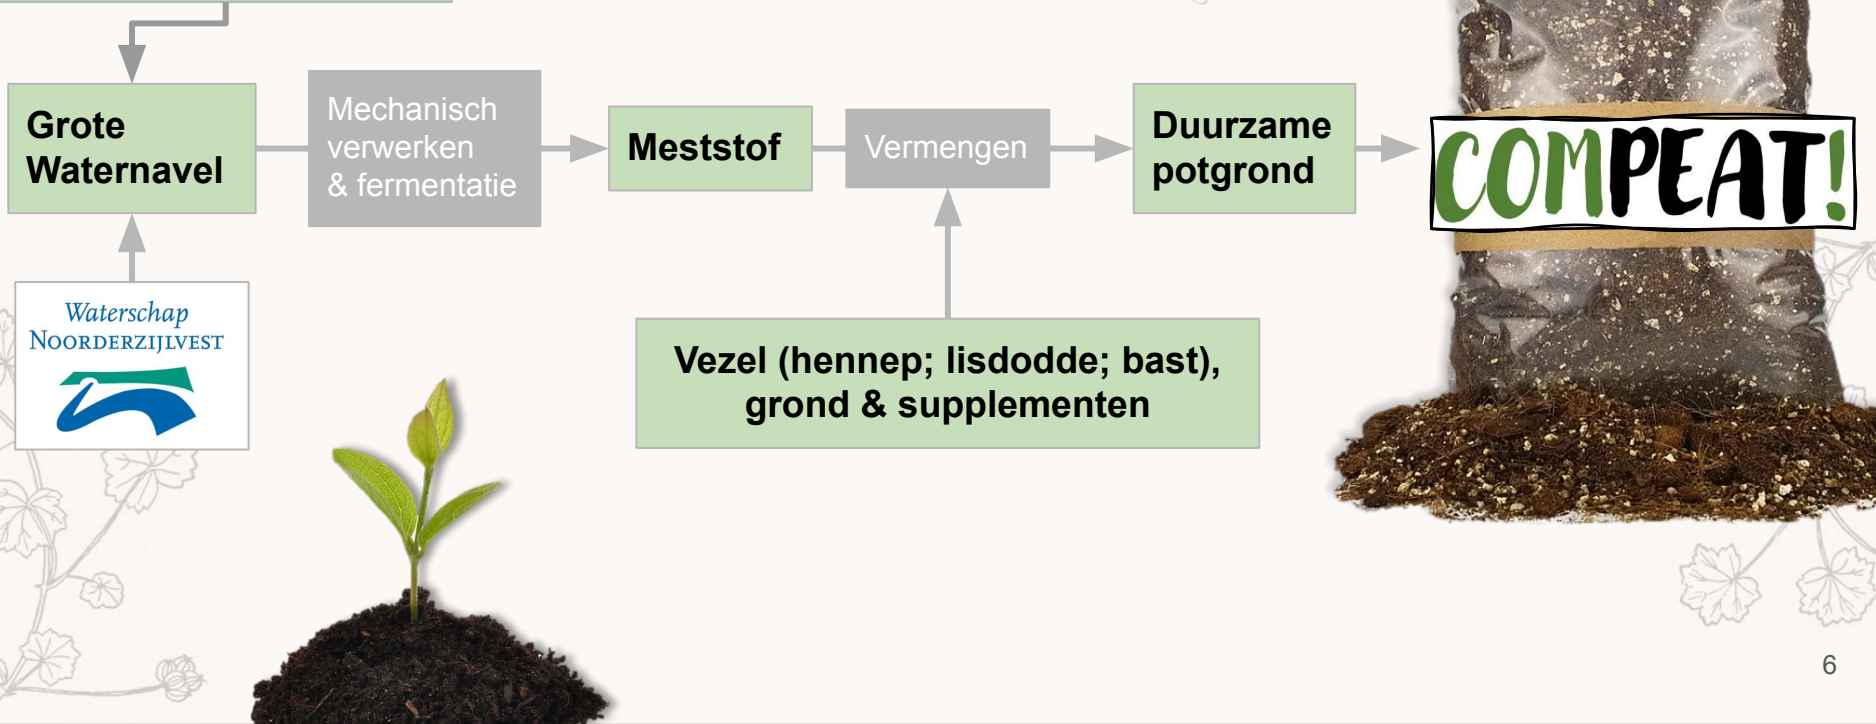 Grote
Waternavel
Mechanisch
verwerken
& fermentatie
Meststof
Vermengen
Duurzame
potgrond
COMPEAT!
Waterschap
NOORDERZIJLVEST
Vezel (hennep; lisdodde; bast),
grond & supplementen
6